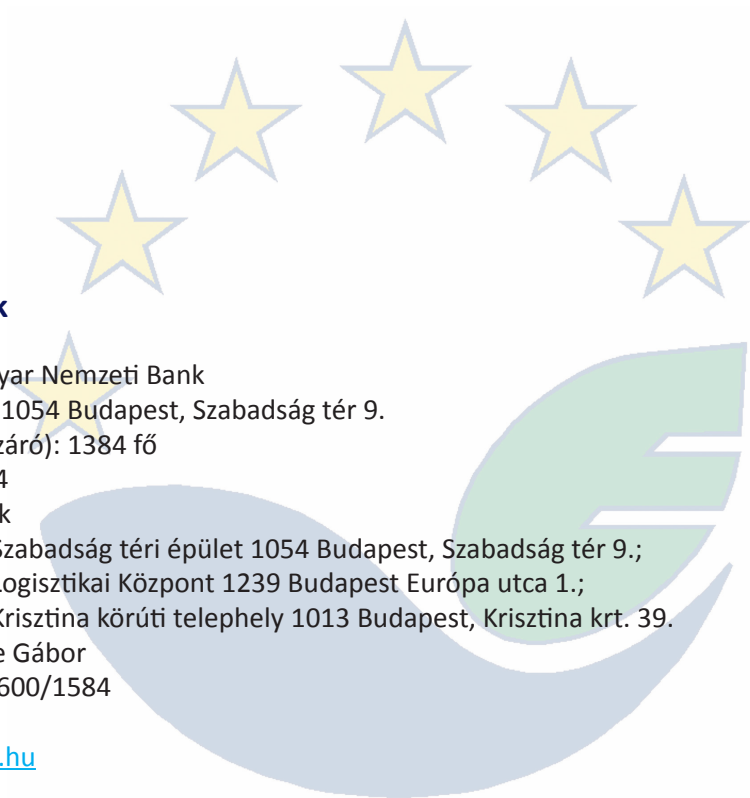 k
yar Nemzeti Bank
1054 Budapest, Szabadság tér 9.
záró): 1384 fő
4
k
Szabadság téri épület 1054 Budapest, Szabadság tér 9.;
Logisztikai Központ 1239 Budapest Európa utca 1.;
Krisztina körúti telephely 1013 Budapest, Krisztina krt. 39.
e Gábor
600/1584
.hu